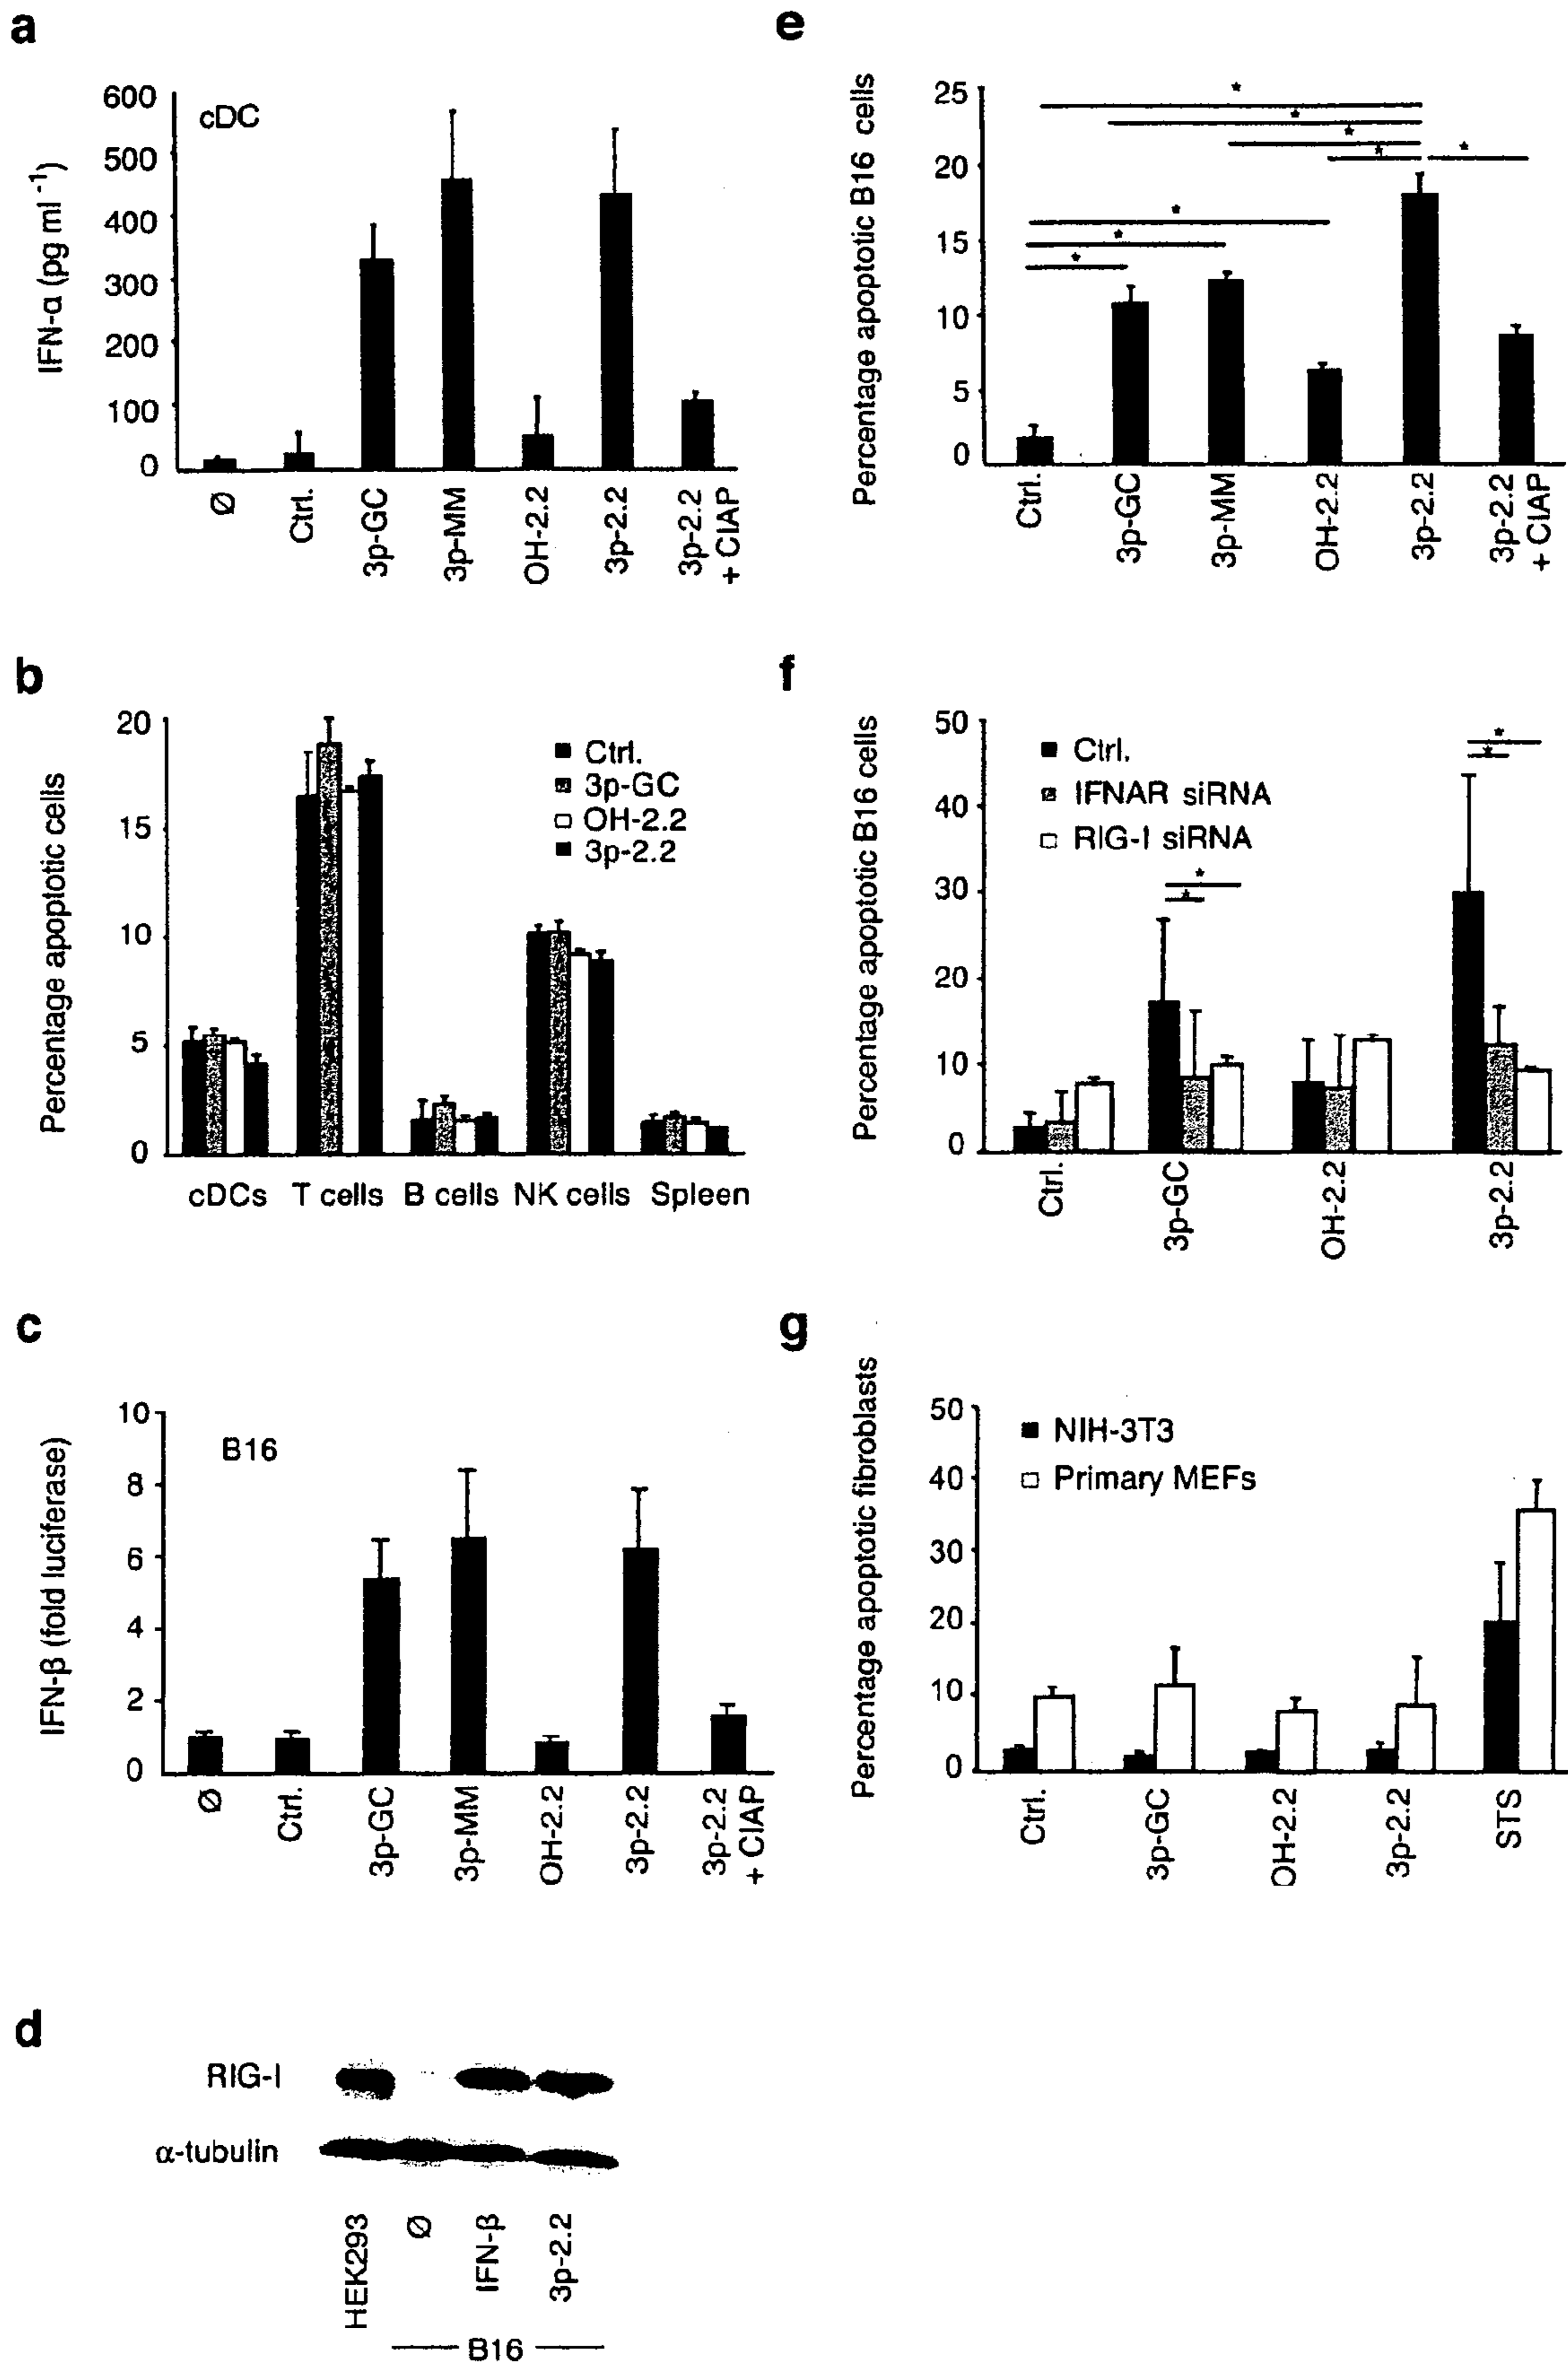 a
600
500
400
300
200
100
0
IFN-α (pg ml⁻¹)
cDC
Ø
Ctrl.
3p-GC
3p-MM
OH-2.2
3p-2.2
3p-2.2
+ CIAP
e
25
20
15
10
5
0
Percentage apoptotic B16 cells
*
*
*
*
*
*
*
*
Ctrl.
3p-GC
3p-MM
OH-2.2
3p-2.2
3p-2.2
+ CIAP
b
20
15
10
5
0
Percentage apoptotic cells
Ctrl.
3p-GC
OH-2.2
3p-2.2
cDCs
T cells
B cells
NK cells
Spleen
f
50
40
30
20
10
0
Percentage apoptotic B16 cells
Ctrl.
IFNAR siRNA
RIG-I siRNA
*
*
*
*
Ctrl.
3p-GC
OH-2.2
3p-2.2
c
10
8
6
4
2
0
IFN-β (fold luciferase)
B16
Ø
Ctrl.
3p-GC
3p-MM
OH-2.2
3p-2.2
3p-2.2
+ CIAP
g
50
40
30
20
10
0
Percentage apoptotic fibroblasts
NIH-3T3
Primary MEFs
Ctrl.
3p-GC
OH-2.2
3p-2.2
STS
d
RIG-I
α-tubulin
HEK293
Ø
IFN-β
3p-2.2
B16